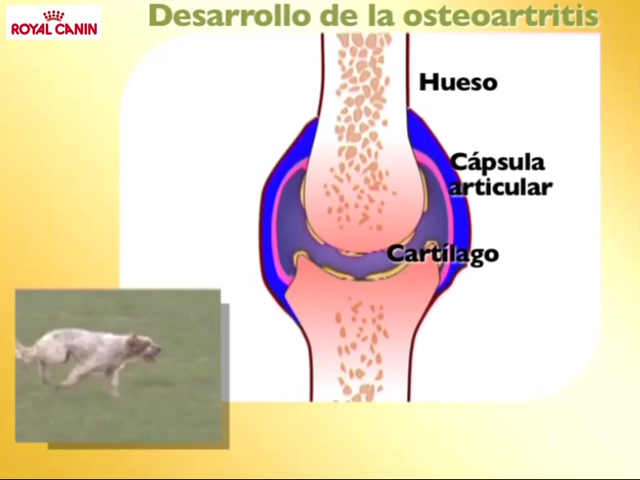 ROYAL CANIN
Desarrollo de la osteoartritis
Hueso
Cápsula
articular
Cartílago